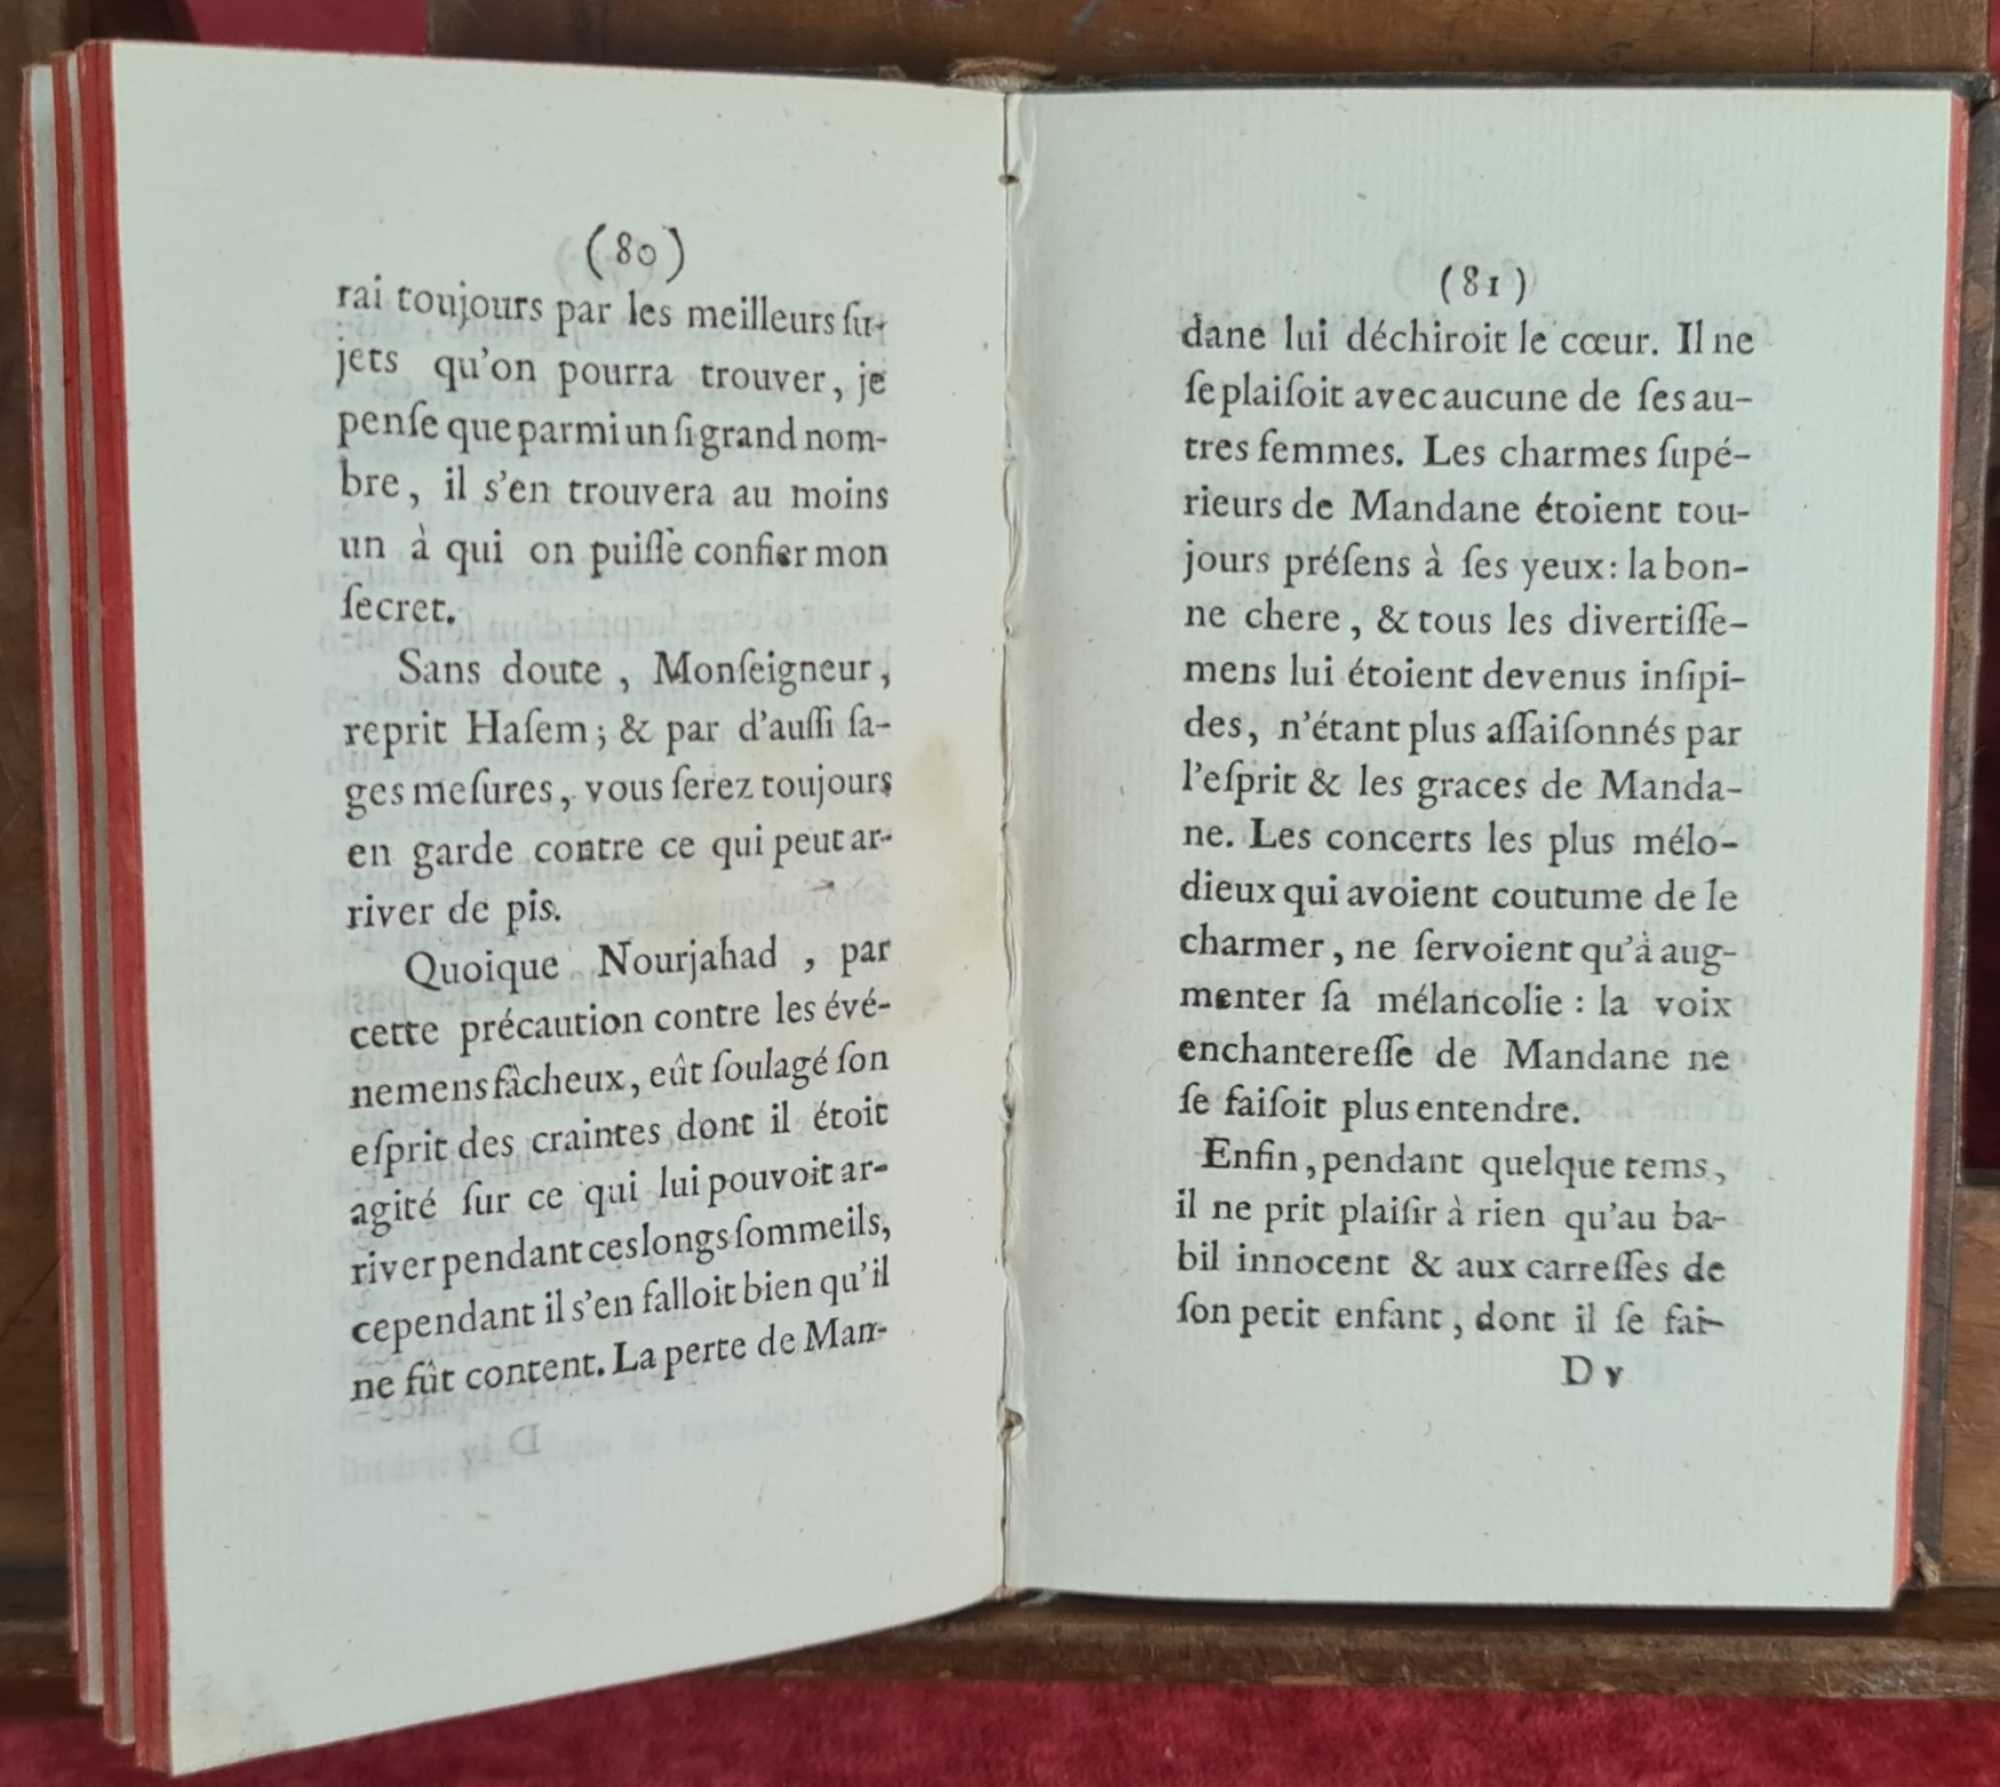 (80)
rai toujours par les meilleurs ſu-
jets qu'on pourra trouver, je
penſe que parmi un ſi grand nom-
bre, il s'en trouvera au moins
un à qui on puiſſe confier mon
ſecret.
Sans doute, Monſeigneur,
reprit Haſem; & par d'auſſi ſa-
ges meſures, vous ſerez toujours
en garde contre ce qui peut ar-
river de pis.
Quoique Nourjahad, par
cette précaution contre les évé-
nemens fâcheux, eût ſoulagé ſon
eſprit des craintes dont il étoit
agité ſur ce qui lui pouvoit ar-
river pendant ces longs ſommeils,
cependant il s'en falloit bien qu'il
ne fût content. La perte de Man-
(81)
dane lui déchiroit le cœur. Il ne
ſe plaiſoit avec aucune de ſes au-
tres femmes. Les charmes ſupé-
rieurs de Mandane étoient tou-
jours préſens à ſes yeux: la bon-
ne chere, & tous les divertiſſe-
mens lui étoient devenus inſipi-
des, n'étant plus aſſaiſonnés par
l'eſprit & les graces de Manda-
ne. Les concerts les plus mélo-
dieux qui avoient coutume de le
charmer, ne ſervoient qu'à aug-
menter ſa mélancolie : la voix
enchantereſſe de Mandane ne
ſe faiſoit plus entendre.
Enfin, pendant quelque tems,
il ne prit plaiſir à rien qu'au ba-
bil innocent & aux carreſſes de
ſon petit enfant, dont il ſe fai-
D v